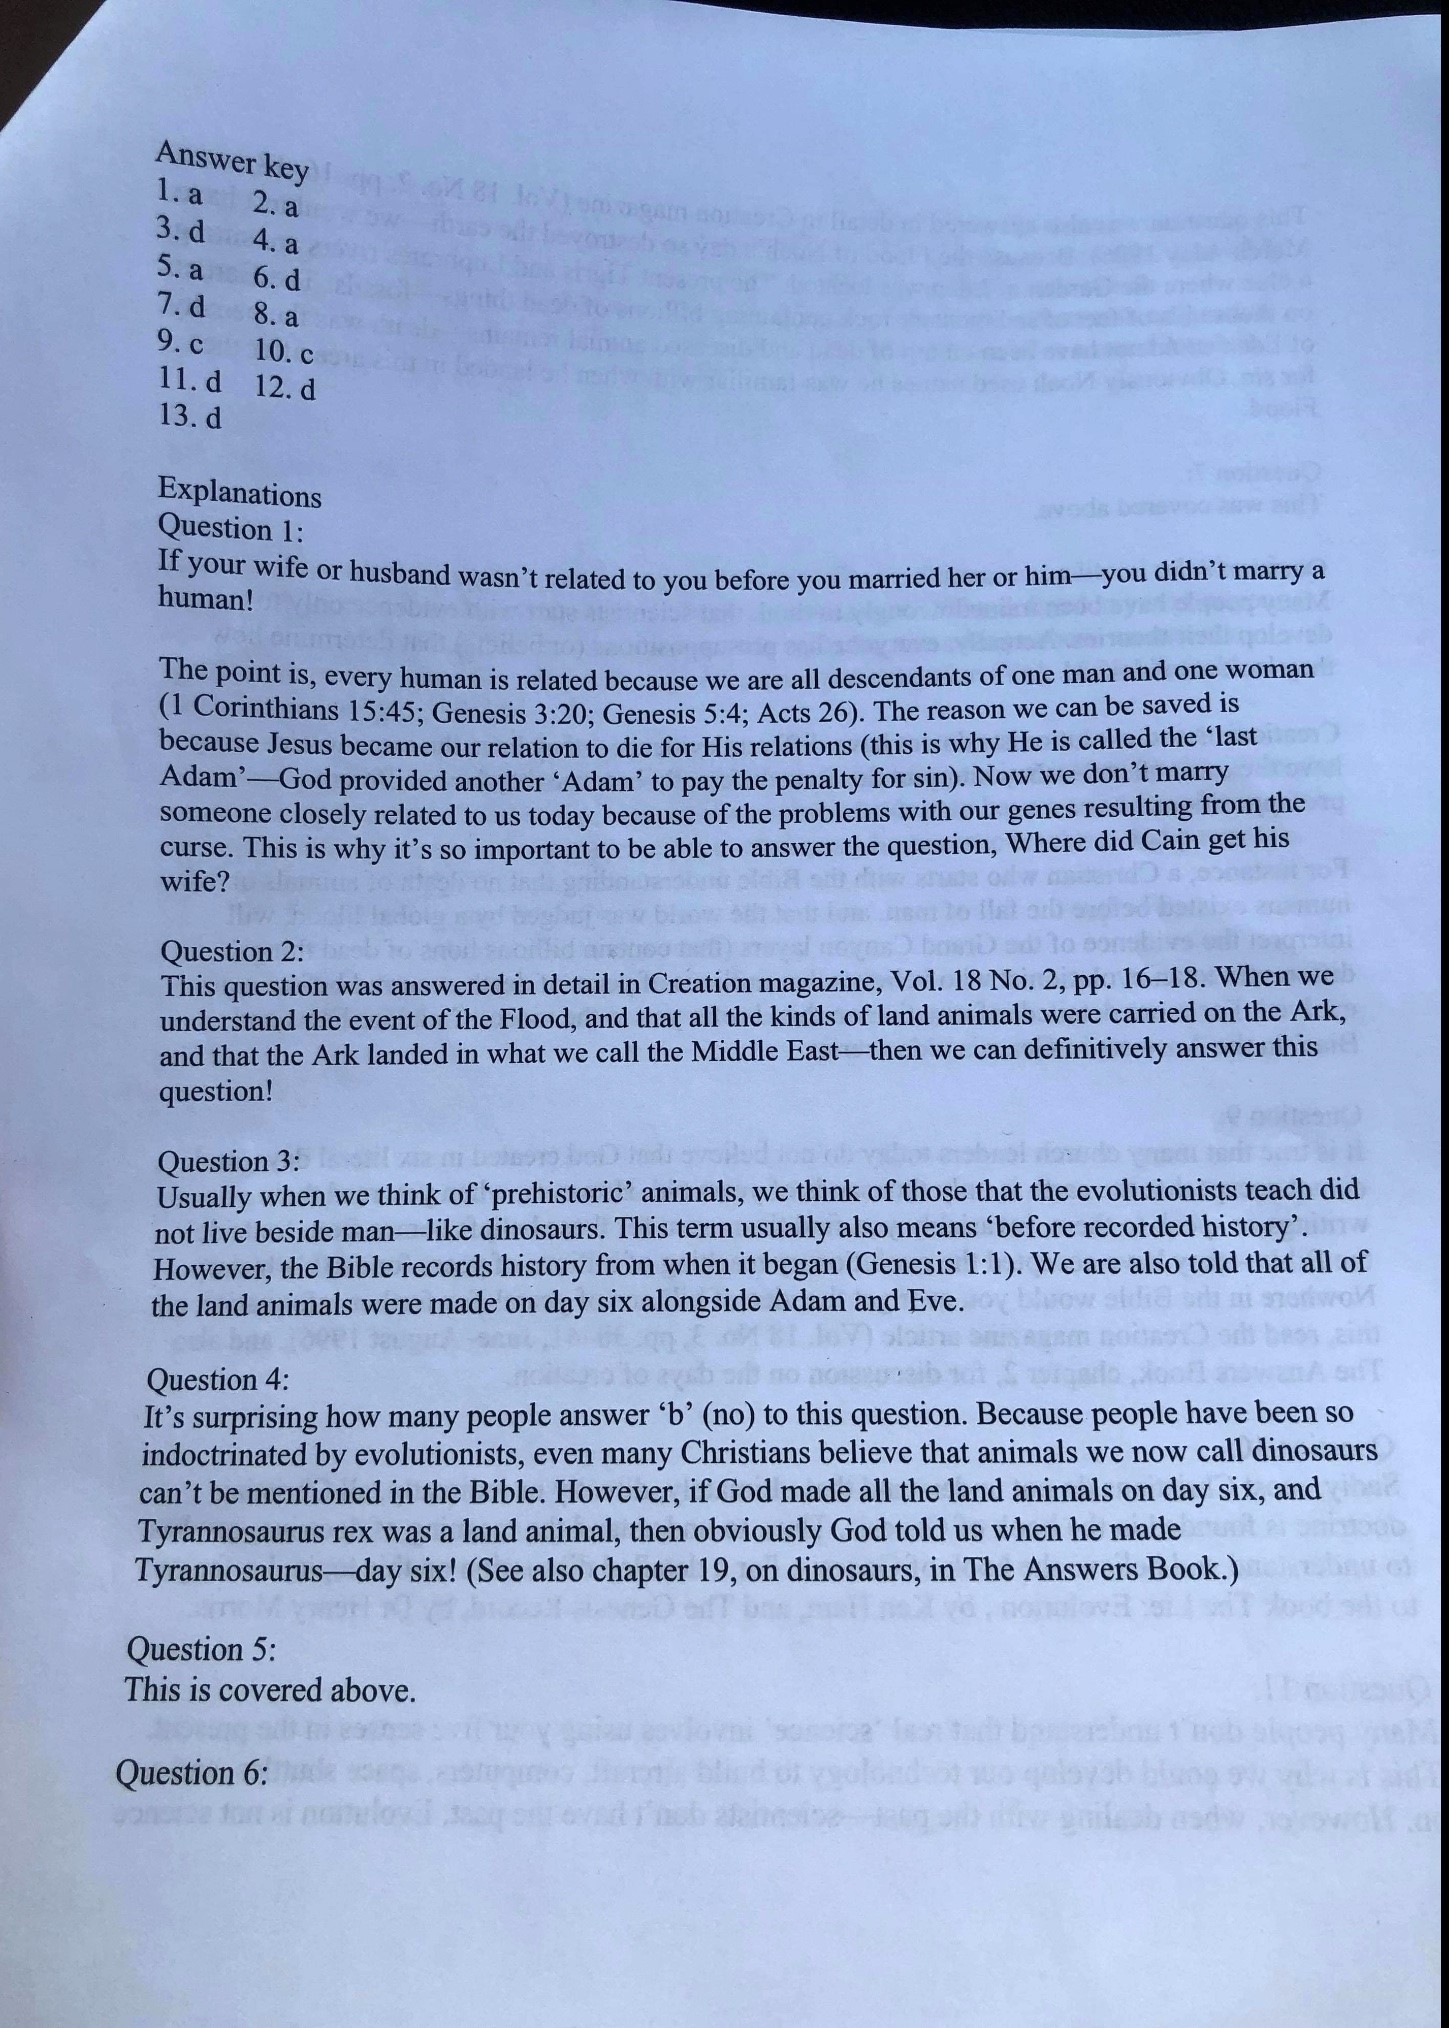 Answer key
1. a 2. a
3. d 4. a
5. a 6. d
7. d 8. a
9. c 10. c
11. d 12. d
13. d
Explanations
Question 1:
If your wife or husband wasn’t related to you before you married her or him—you didn’t marry a
human!
The point is, every human is related because we are all descendants of one man and one woman
(1 Corinthians 15:45; Genesis 3:20; Genesis 5:4; Acts 26). The reason we can be saved is
because Jesus became our relation to die for His relations (this is why He is called the ‘last
Adam’—God provided another ‘Adam’ to pay the penalty for sin). Now we don’t marry
someone closely related to us today because of the problems with our genes resulting from the
curse. This is why it’s so important to be able to answer the question, Where did Cain get his
wife?
Question 2:
This question was answered in detail in Creation magazine, Vol. 18 No. 2, pp. 16–18. When we
understand the event of the Flood, and that all the kinds of land animals were carried on the Ark,
and that the Ark landed in what we call the Middle East—then we can definitively answer this
question!
Question 3:
Usually when we think of ‘prehistoric’ animals, we think of those that the evolutionists teach did
not live beside man—like dinosaurs. This term usually also means ‘before recorded history’.
However, the Bible records history from when it began (Genesis 1:1). We are also told that all of
the land animals were made on day six alongside Adam and Eve.
Question 4:
It’s surprising how many people answer ‘b’ (no) to this question. Because people have been so
indoctrinated by evolutionists, even many Christians believe that animals we now call dinosaurs
can’t be mentioned in the Bible. However, if God made all the land animals on day six, and
Tyrannosaurus rex was a land animal, then obviously God told us when he made
Tyrannosaurus—day six! (See also chapter 19, on dinosaurs, in The Answers Book.)
Question 5:
This is covered above.
Question 6: